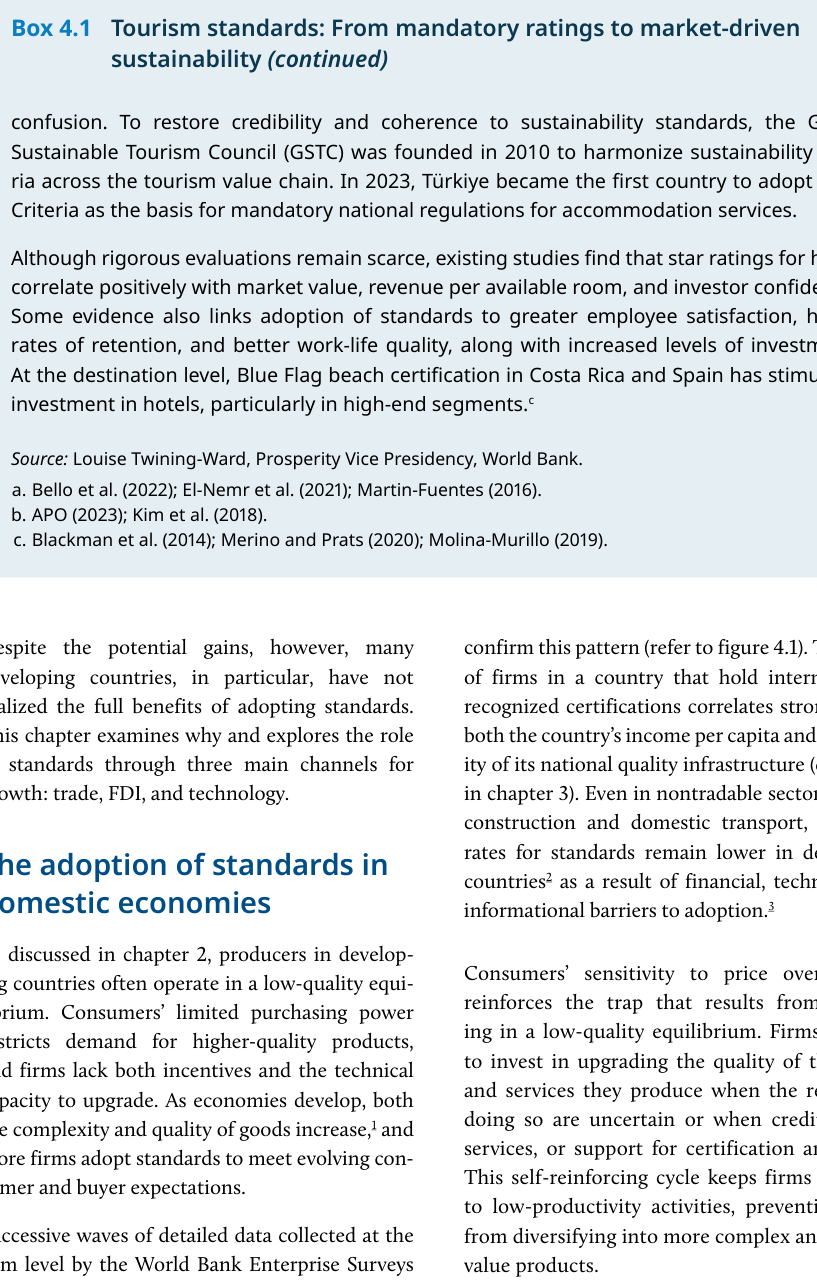 Box 4.1 Tourism standards: From mandatory ratings to market-driven
sustainability (continued)
confusion. To restore credibility and coherence to sustainability standards, the
Sustainable Tourism Council (GSTC) was founded in 2010 to harmonize sustainability
ria across the tourism value chain. In 2023, Türkiye became the first country to adopt
Criteria as the basis for mandatory national regulations for accommodation services.
Although rigorous evaluations remain scarce, existing studies find that star ratings for
correlate positively with market value, revenue per available room, and investor confide
Some evidence also links adoption of standards to greater employee satisfaction, h
rates of retention, and better work-life quality, along with increased levels of investm
At the destination level, Blue Flag beach certification in Costa Rica and Spain has stimu
investment in hotels, particularly in high-end segments.c
Source: Louise Twining-Ward, Prosperity Vice Presidency, World Bank.
a. Bello et al. (2022); El-Nemr et al. (2021); Martin-Fuentes (2016).
b. APO (2023); Kim et al. (2018).
c. Blackman et al. (2014); Merino and Prats (2020); Molina-Murillo (2019).
espite the potential gains, however, many
veloping countries, in particular, have not
alized the full benefits of adopting standards.
his chapter examines why and explores the role
standards through three main channels for
owth: trade, FDI, and technology.
he adoption of standards in
omestic economies
discussed in chapter 2, producers in develop-
g countries often operate in a low-quality equi-
brium. Consumers’ limited purchasing power
stricts demand for higher-quality products,
nd firms lack both incentives and the technical
pacity to upgrade. As economies develop, both
e complexity and quality of goods increase,1 and
ore firms adopt standards to meet evolving con-
mer and buyer expectations.
uccessive waves of detailed data collected at the
m level by the World Bank Enterprise Surveys
confirm this pattern (refer to figure 4.1).
of firms in a country that hold intern
recognized certifications correlates stron
both the country’s income per capita and
ity of its national quality infrastructure (
in chapter 3). Even in nontradable sector
construction and domestic transport,
rates for standards remain lower in de
countries2 as a result of financial, techn
informational barriers to adoption.3
Consumers’ sensitivity to price over
reinforces the trap that results from
ing in a low-quality equilibrium. Firms
to invest in upgrading the quality of t
and services they produce when the re
doing so are uncertain or when credi
services, or support for certification a
This self-reinforcing cycle keeps firms
to low-productivity activities, preventi
from diversifying into more complex an
value products.